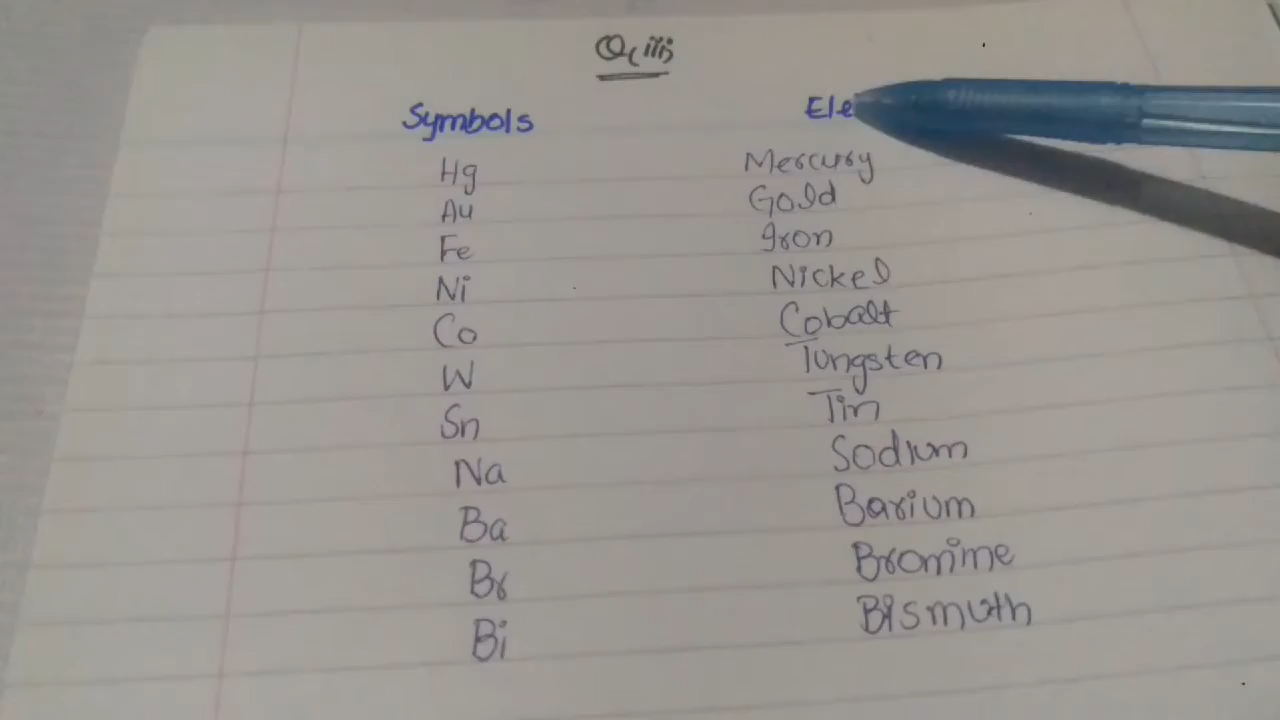 Q(iii)
Symbols Ele
Hg Mercury
Au Gold
Fe Iron
Ni Nickel
Co Cobalt
W Tungsten
Sn Tin
Na Sodium
Ba Barium
Br Bromine
Bi Bismuth